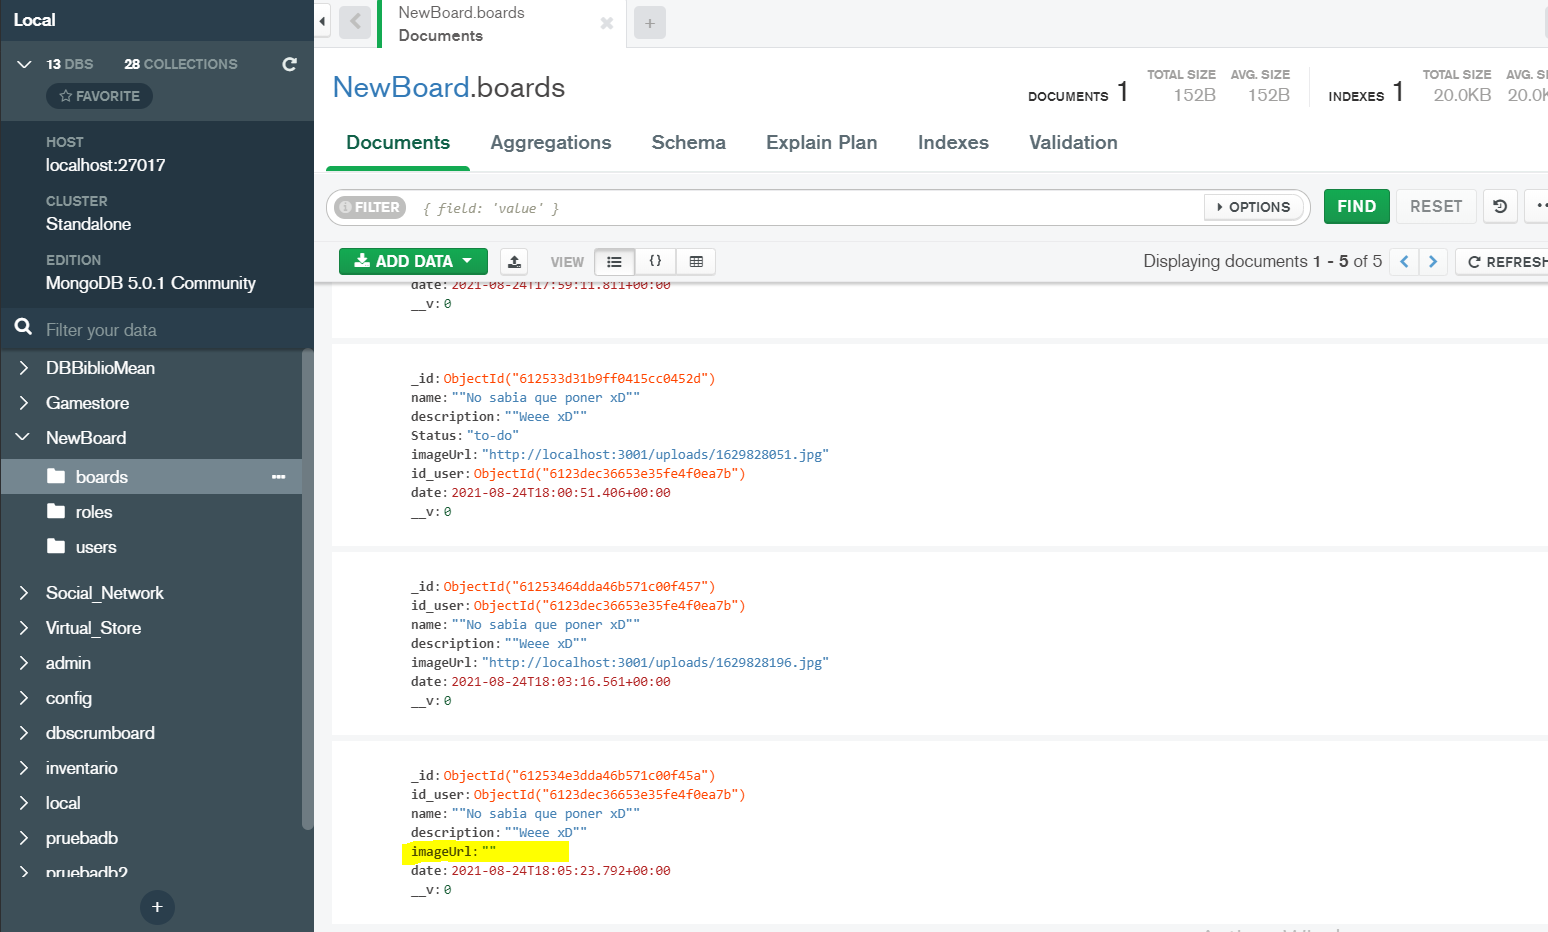 Local
13 DBS 28 COLLECTIONS
FAVORITE
HOST
localhost:27017
CLUSTER
Standalone
EDITION
MongoDB 5.0.1 Community
Filter your data
DBBiblioMean
Gamestore
NewBoard
boards
roles
users
Social_Network
Virtual_Store
admin
config
dbscrumboard
inventario
local
pruebadb
pruebadb2
NewBoard.boards
Documents
NewBoard.boards
DOCUMENTS 1 TOTAL SIZE 152B AVG. SIZE 152B INDEXES 1 TOTAL SIZE 20.0KB AVG. SI 20.0K
Documents Aggregations Schema Explain Plan Indexes Validation
FILTER { field: 'value' } OPTIONS FIND RESET
ADD DATA VIEW {} Displaying documents 1 - 5 of 5 REFRESH
date: 2021-08-24T17:59:11.811+00:00
__v: 0
_id: ObjectId("612533d31b9ff0415cc0452d")
name: ""No sabia que poner xD""
description: ""Weee xD""
Status: "to-do"
imageUrl: "http://localhost:3001/uploads/1629828051.jpg"
id_user: ObjectId("6123dec36653e35fe4f0ea7b")
date: 2021-08-24T18:00:51.406+00:00
__v: 0
_id: ObjectId("61253464dda46b571c00f457")
id_user: ObjectId("6123dec36653e35fe4f0ea7b")
name: ""No sabia que poner xD""
description: ""Weee xD""
imageUrl: "http://localhost:3001/uploads/1629828196.jpg"
date: 2021-08-24T18:03:16.561+00:00
__v: 0
_id: ObjectId("612534e3dda46b571c00f45a")
id_user: ObjectId("6123dec36653e35fe4f0ea7b")
name: ""No sabia que poner xD""
description: ""Weee xD""
imageUrl: ""
date: 2021-08-24T18:05:23.792+00:00
__v: 0